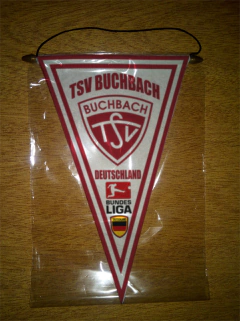 TSV BUCHBACH
BUCHBACH
TSV
DEUTSCHLAND
BUNDES
LIGA